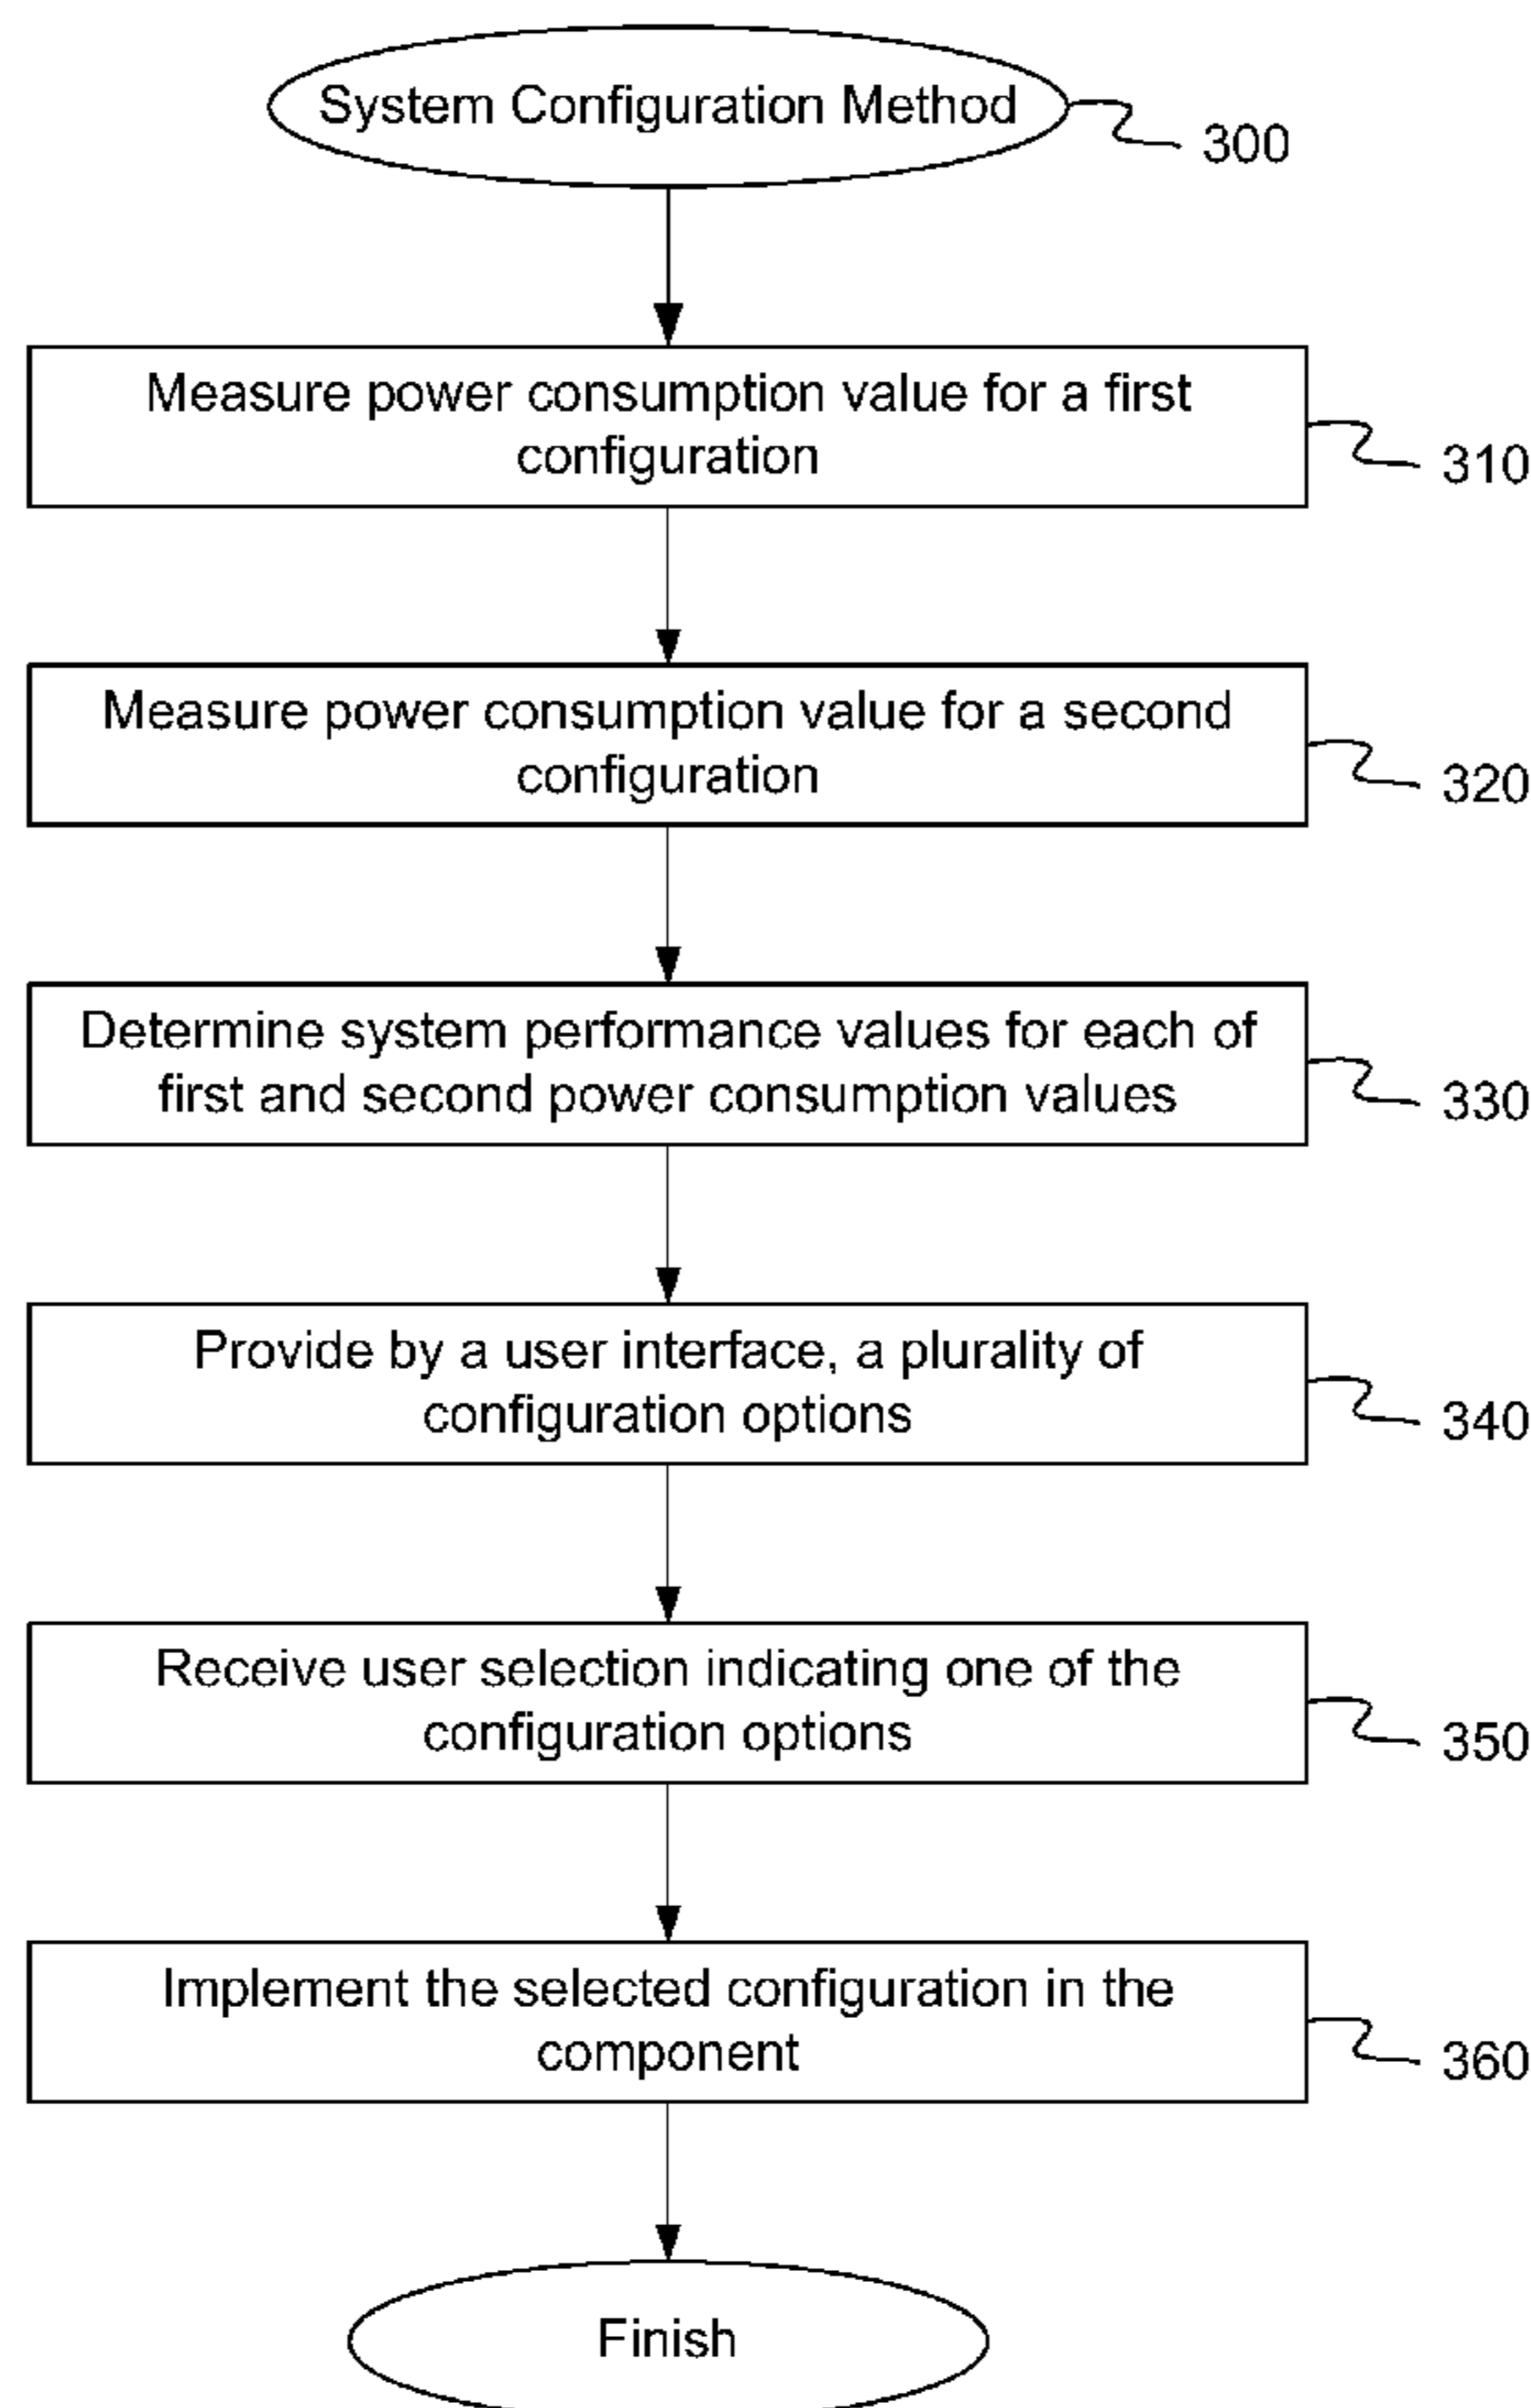 System Configuration Method
300
Measure power consumption value for a first
configuration
310
Measure power consumption value for a second
configuration
320
Determine system performance values for each of
first and second power consumption values
330
Provide by a user interface, a plurality of
configuration options
340
Receive user selection indicating one of the
configuration options
350
Implement the selected configuration in the
component
360
Finish